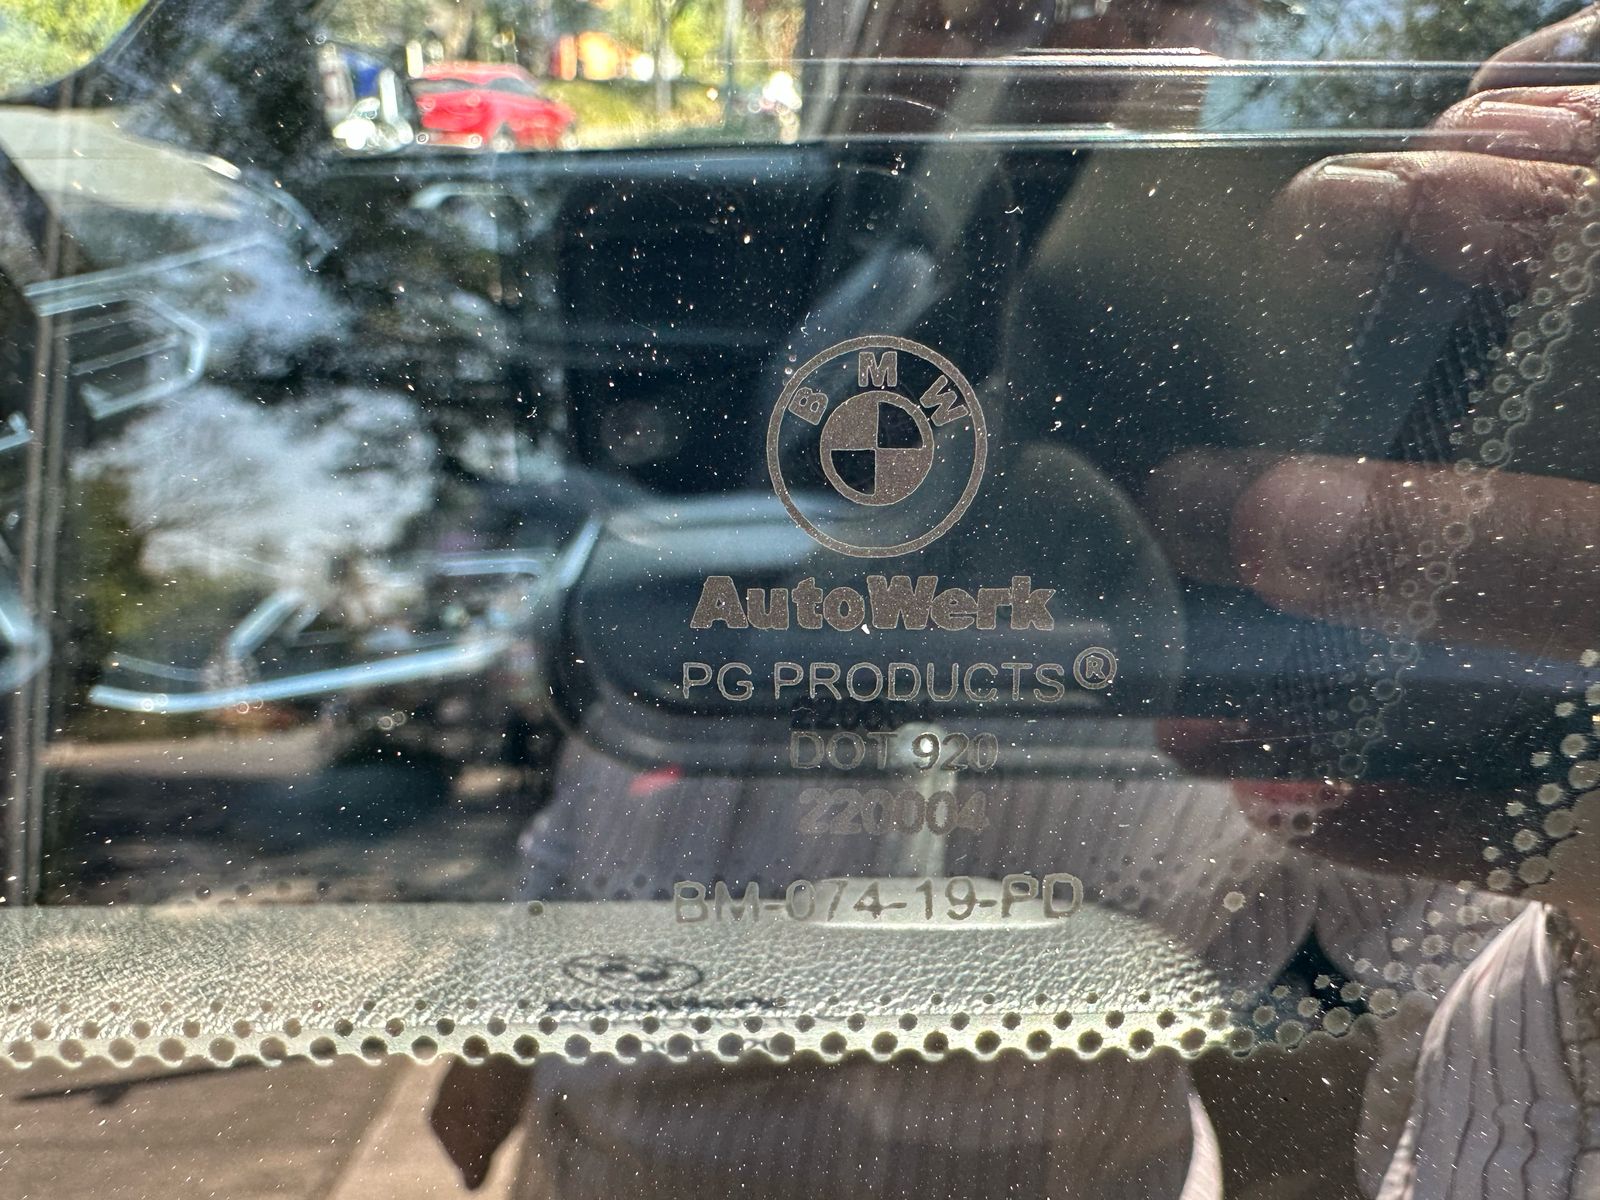 BMW
AutoWerk
PG PRODUCTS®
DOT 920
220004
BM-074-19-PD